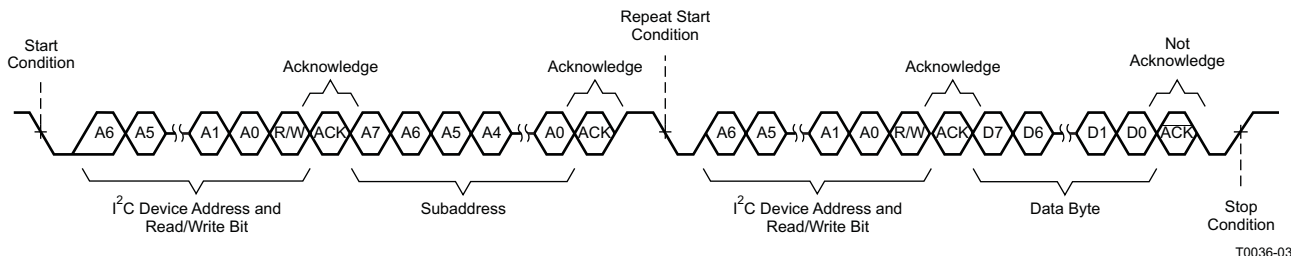 Repeat Start
Condition
Start
Condition
Not
Acknowledge
Acknowledge
Acknowledge
Acknowledge
A6 A5 A1 A0 R/W ACK A7 A6 A5 A4 A0 ACK A6 A5 A1 A0 R/W ACK D7 D6 D1 D0 ACK
I²C Device Address and
Read/Write Bit
Subaddress
I²C Device Address and
Read/Write Bit
Data Byte
Stop
Condition
T0036-03